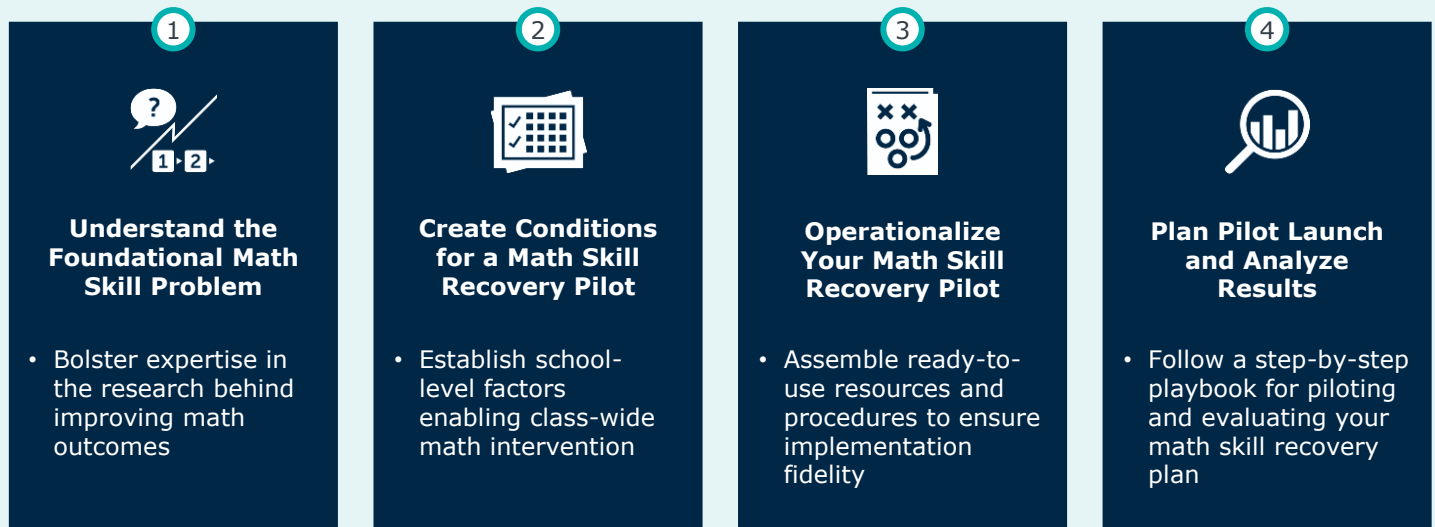 1
?
1 2
Understand the
Foundational Math
Skill Problem
• Bolster expertise in
the research behind
improving math
outcomes
2
Create Conditions
for a Math Skill
Recovery Pilot
• Establish school-
level factors
enabling class-wide
math intervention
3
Operationalize
Your Math Skill
Recovery Pilot
• Assemble ready-to-
use resources and
procedures to ensure
implementation
fidelity
4
Plan Pilot Launch
and Analyze
Results
• Follow a step-by-step
playbook for piloting
and evaluating your
math skill recovery
plan